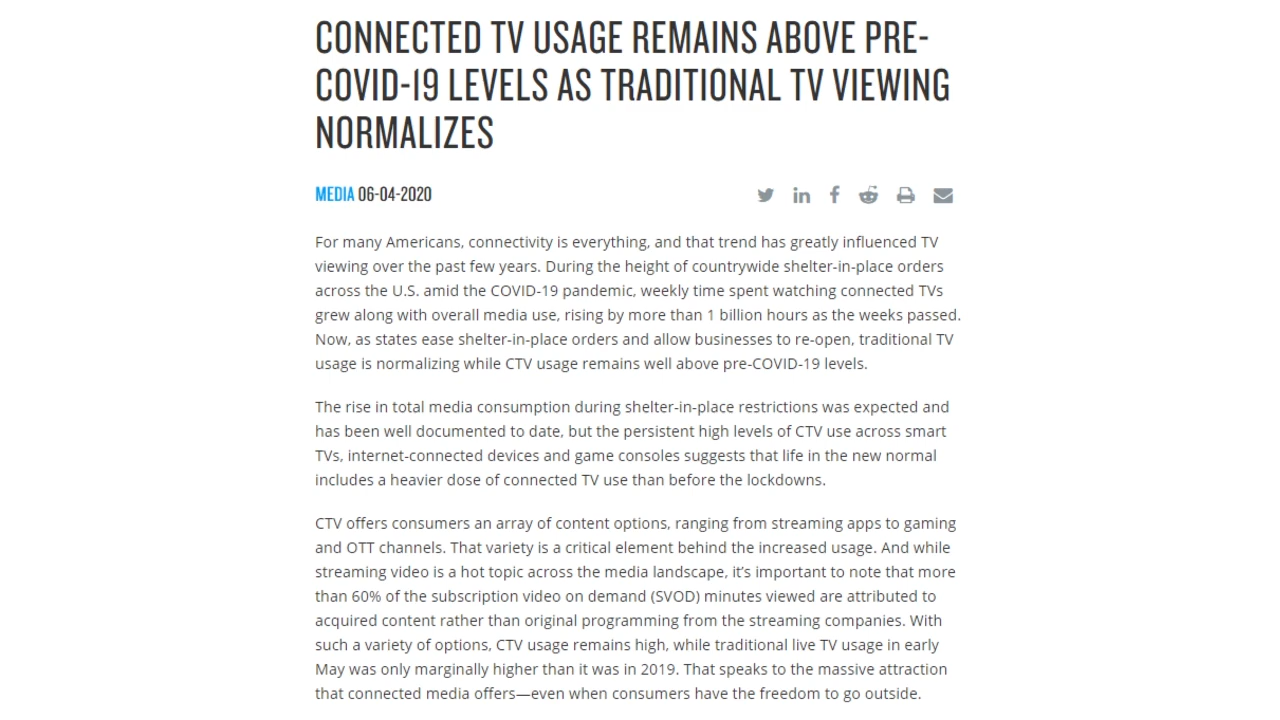 CONNECTED TV USAGE REMAINS ABOVE PRE-
COVID-19 LEVELS AS TRADITIONAL TV VIEWING
NORMALIZES
MEDIA 06-04-2020
For many Americans, connectivity is everything, and that trend has greatly influenced TV
viewing over the past few years. During the height of countrywide shelter-in-place orders
across the U.S. amid the COVID-19 pandemic, weekly time spent watching connected TVs
grew along with overall media use, rising by more than 1 billion hours as the weeks passed.
Now, as states ease shelter-in-place orders and allow businesses to re-open, traditional TV
usage is normalizing while CTV usage remains well above pre-COVID-19 levels.
The rise in total media consumption during shelter-in-place restrictions was expected and
has been well documented to date, but the persistent high levels of CTV use across smart
TVs, internet-connected devices and game consoles suggests that life in the new normal
includes a heavier dose of connected TV use than before the lockdowns.
CTV offers consumers an array of content options, ranging from streaming apps to gaming
and OTT channels. That variety is a critical element behind the increased usage. And while
streaming video is a hot topic across the media landscape, it’s important to note that more
than 60% of the subscription video on demand (SVOD) minutes viewed are attributed to
acquired content rather than original programming from the streaming companies. With
such a variety of options, CTV usage remains high, while traditional live TV usage in early
May was only marginally higher than it was in 2019. That speaks to the massive attraction
that connected media offers—even when consumers have the freedom to go outside.